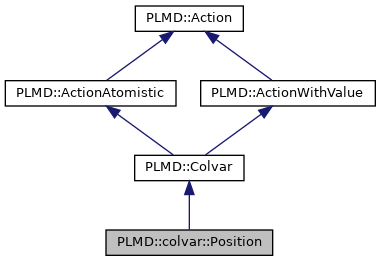 PLMD::Action
PLMD::ActionAtomistic
PLMD::ActionWithValue
PLMD::Colvar
PLMD::colvar::Position